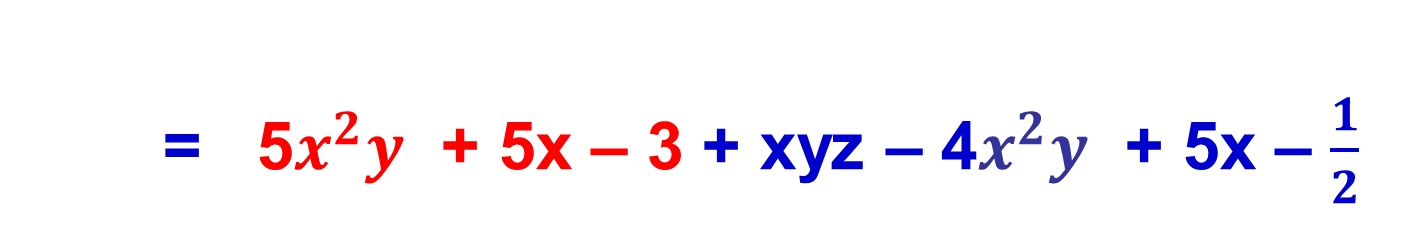 = 5x²y + 5x – 3 + xyz – 4x²y + 5x – 1/2